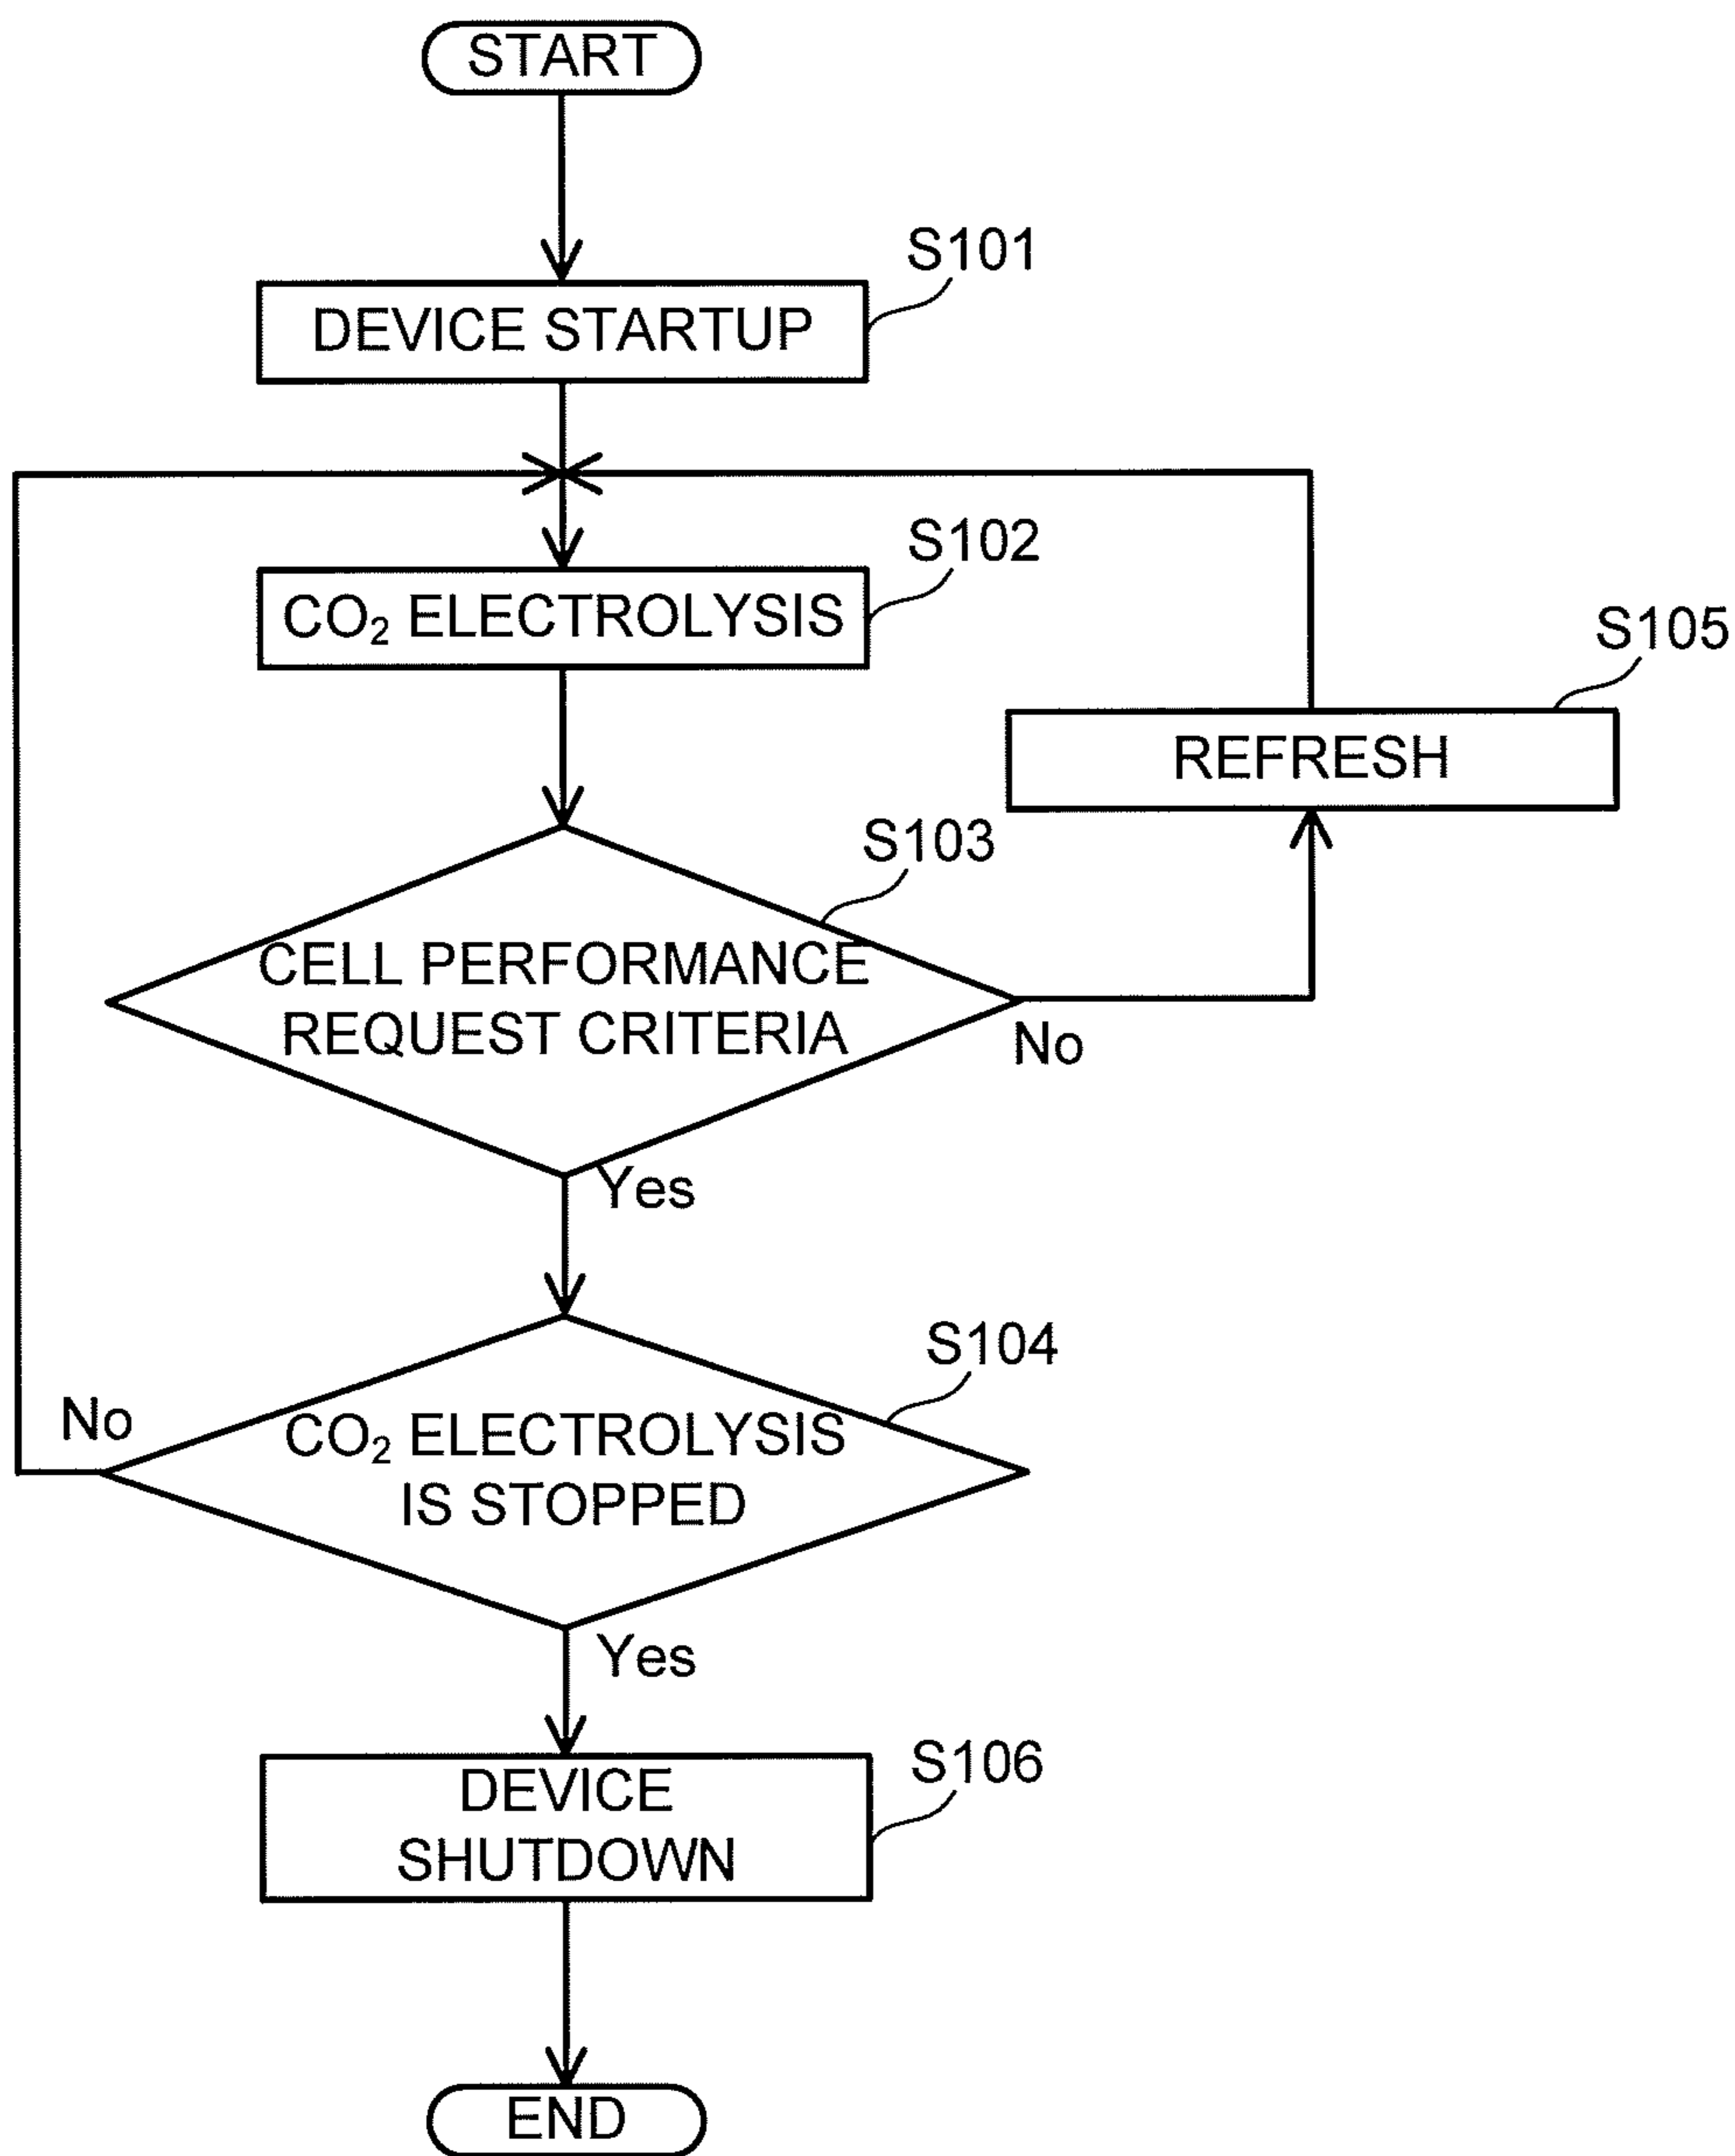 START
S101
DEVICE STARTUP
S102
CO₂ ELECTROLYSIS
S105
REFRESH
S103
CELL PERFORMANCE
REQUEST CRITERIA
No
Yes
S104
No
CO₂ ELECTROLYSIS
IS STOPPED
Yes
S106
DEVICE
SHUTDOWN
END